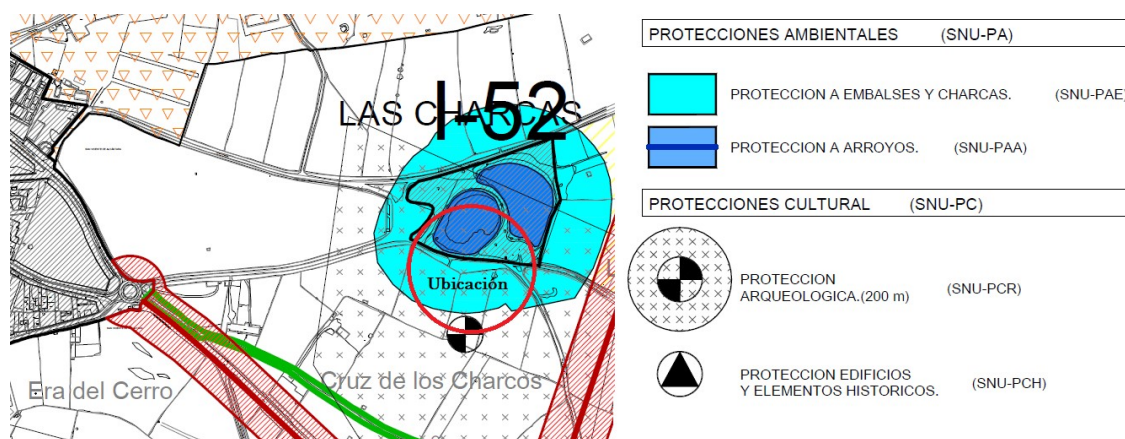 LAS CHARCAS
I-52
Ubicación
Era del Cerro
Cruz de los Charcos
PROTECCIONES AMBIENTALES (SNU-PA)
PROTECCION A EMBALSES Y CHARCAS. (SNU-PAE)
PROTECCION A ARROYOS. (SNU-PAA)
PROTECCIONES CULTURAL (SNU-PC)
PROTECCION
ARQUEOLOGICA.(200 m) (SNU-PCR)
PROTECCION EDIFICIOS
Y ELEMENTOS HISTORICOS. (SNU-PCH)